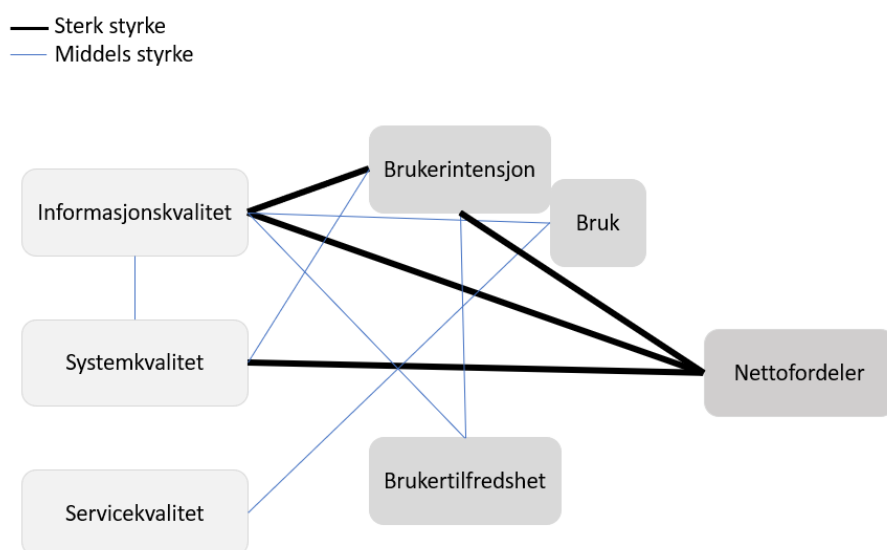 Sterk styrke
Middels styrke
Brukerintensjon
Informasjonskvalitet
Bruk
Systemkvalitet
Nettofordeler
Brukertilfredshet
Servicekvalitet